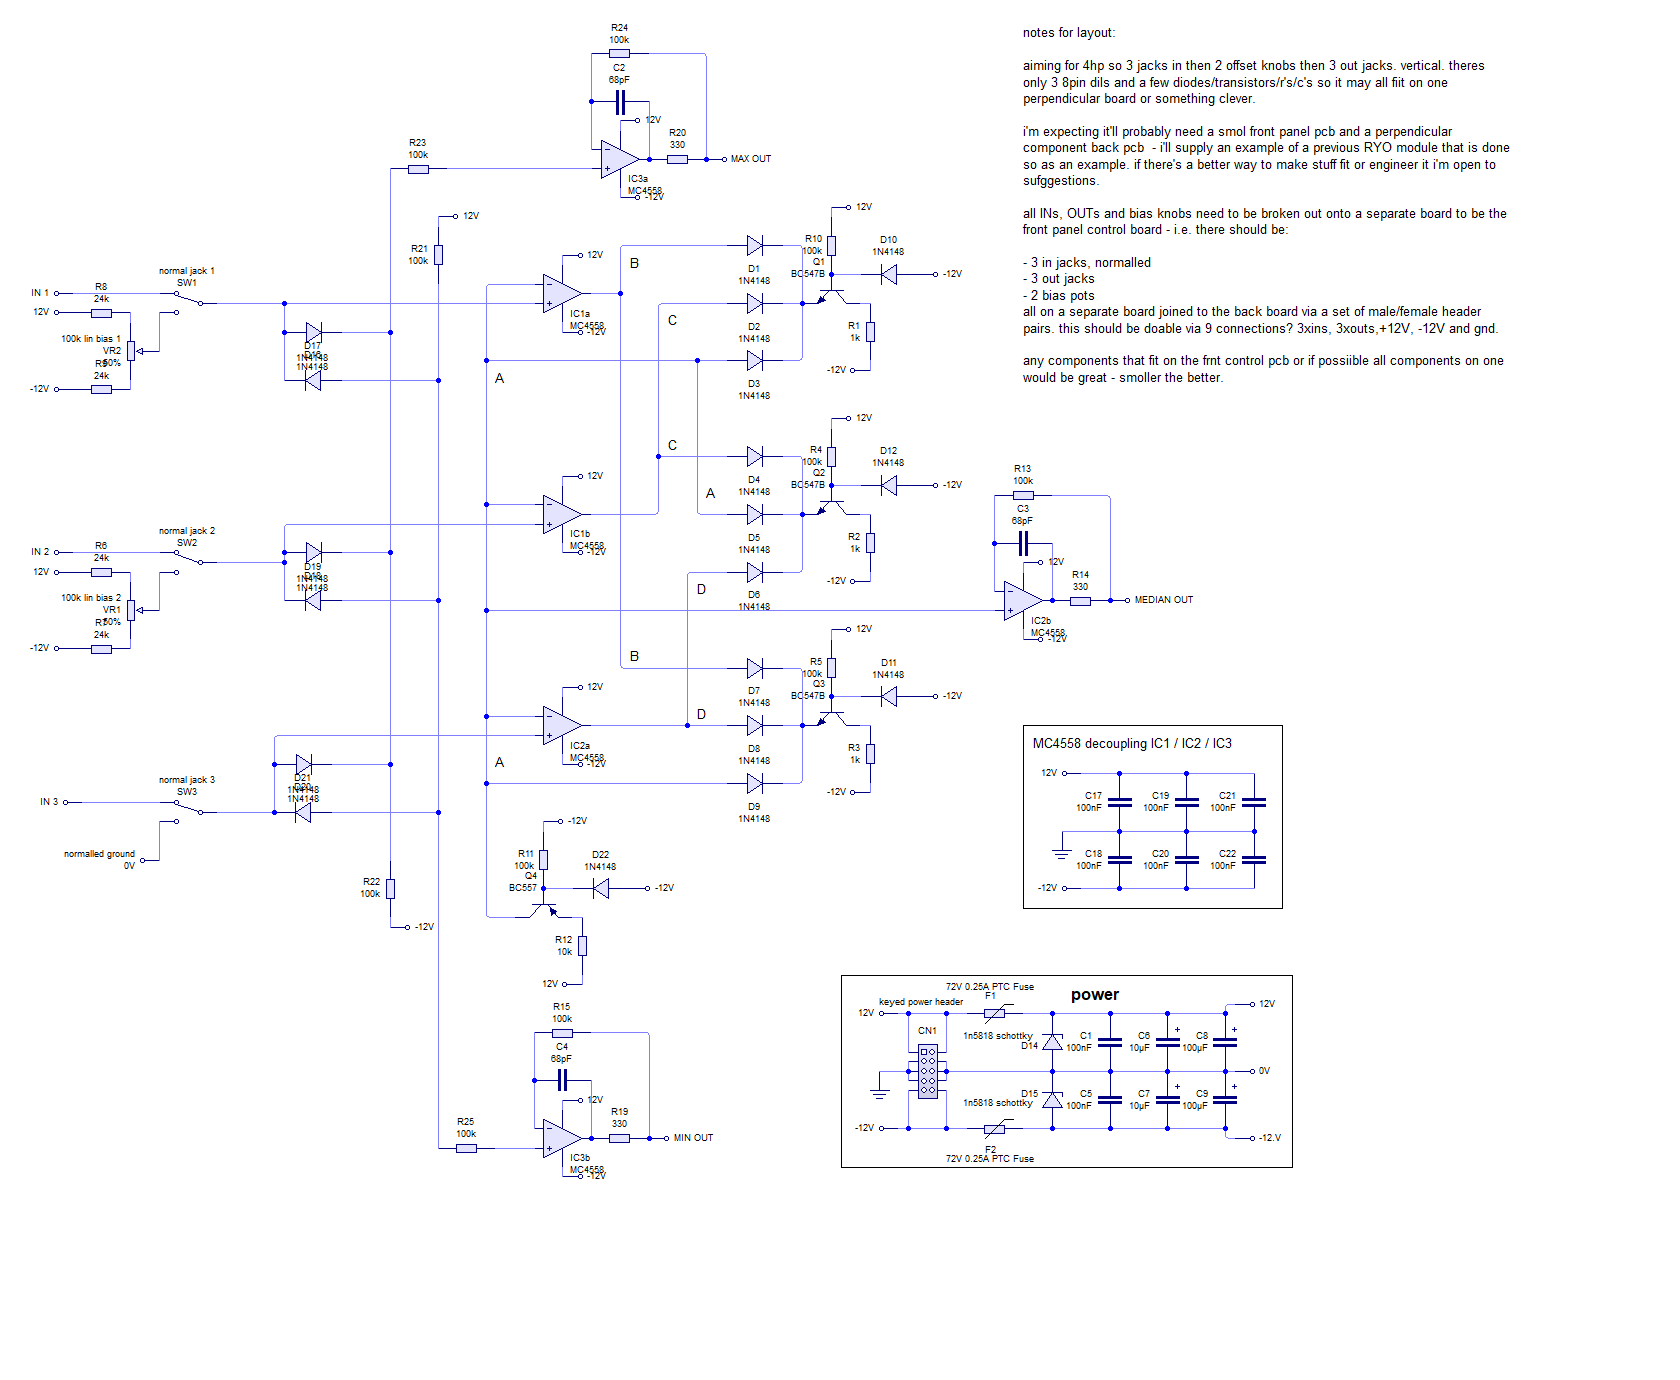 R24
100k
C2
68pF
12V
R20
330
MAX OUT
IC3a
MC4558
-12V
R23
100k
12V
R21
100k
notes for layout:
aiming for 4hp so 3 jacks in then 2 offset knobs then 3 out jacks. vertical. theres
only 3 8pin dils and a few diodes/transistors/r's/c's so it may all fiit on one
perpendicular board or something clever.
i'm expecting it'll probably need a smol front panel pcb and a perpendicular
component back pcb  - i'll supply an example of a previous RYO module that is done
so as an example. if there's a better way to make stuff fit or engineer it i'm open to
sufggestions.
all INs, OUTs and bias knobs need to be broken out onto a separate board to be the
front panel control board - i.e. there should be:
- 3 in jacks, normalled
- 3 out jacks
- 2 bias pots
all on a separate board joined to the back board via a set of male/female header
pairs. this should be doable via 9 connections? 3xins, 3xouts,+12V, -12V and gnd.
any components that fit on the frnt control pcb or if possiible all components on one
would be great - smoller the better.
normal jack 1
SW1
IN 1
R8
24k
12V
100k lin bias 1
VR2
50%
R9
24k
-12V
D17
1N4148
D16
1N4148
12V
IC1a
MC4558
-12V
B
C
A
D1
1N4148
D2
1N4148
D3
1N4148
12V
R10
100k
Q1
BC547B
D10
1N4148
-12V
R1
1k
-12V
normal jack 2
SW2
IN 2
R6
24k
12V
100k lin bias 2
VR1
50%
R7
24k
-12V
D19
1N4148
D18
1N4148
12V
IC1b
MC4558
-12V
C
A
D
D4
1N4148
D5
1N4148
D6
1N4148
12V
R4
100k
Q2
BC547B
D12
1N4148
-12V
R2
1k
-12V
R13
100k
C3
68pF
12V
R14
330
MEDIAN OUT
IC2b
MC4558
-12V
normal jack 3
SW3
IN 3
normalled ground
0V
D21
1N4148
D20
1N4148
12V
IC2a
MC4558
-12V
B
D
A
D7
1N4148
D8
1N4148
D9
1N4148
12V
R5
100k
Q3
BC547B
D11
1N4148
-12V
R3
1k
-12V
MC4558 decoupling IC1 / IC2 / IC3
12V
C17
100nF
C19
100nF
C21
100nF
C18
100nF
C20
100nF
C22
100nF
-12V
R22
100k
-12V
-12V
R11
100k
Q4
BC557
D22
1N4148
-12V
R12
10k
12V
R15
100k
C4
68pF
12V
R19
330
MIN OUT
R25
100k
IC3b
MC4558
-12V
power
72V 0.25A PTC Fuse
F1
keyed power header
12V
CN1
1n5818 schottky
D14
C1
100nF
C6
10µF
+
C8
100µF
+
12V
0V
D15
1n5818 schottky
C5
100nF
C7
10µF
+
C9
100µF
+
-12V
F2
72V 0.25A PTC Fuse
-12.V